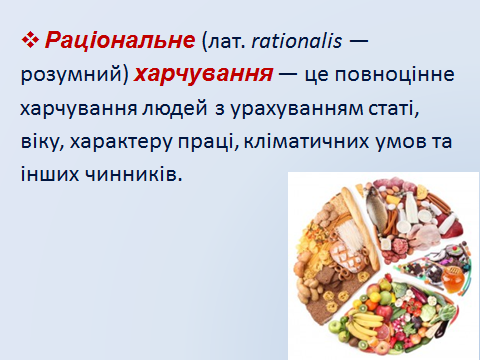 ❖ Раціональне (лат. rationalis —
розумний) харчування — це повноцінне
харчування людей з урахуванням статі,
віку, характеру праці, кліматичних умов та
інших чинників.